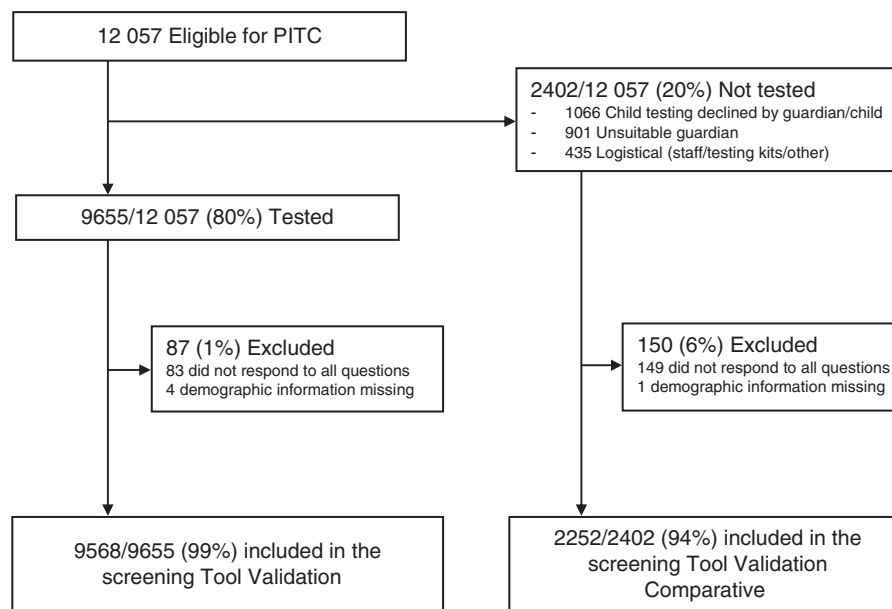 12 057 Eligible for PITC
2402/12 057 (20%) Not tested
- 1066 Child testing declined by guardian/child
- 901 Unsuitable guardian
- 435 Logistical (staff/testing kits/other)
9655/12 057 (80%) Tested
87 (1%) Excluded
83 did not respond to all questions
4 demographic information missing
150 (6%) Excluded
149 did not respond to all questions
1 demographic information missing
9568/9655 (99%) included in the
screening Tool Validation
2252/2402 (94%) included in the
screening Tool Validation
Comparative